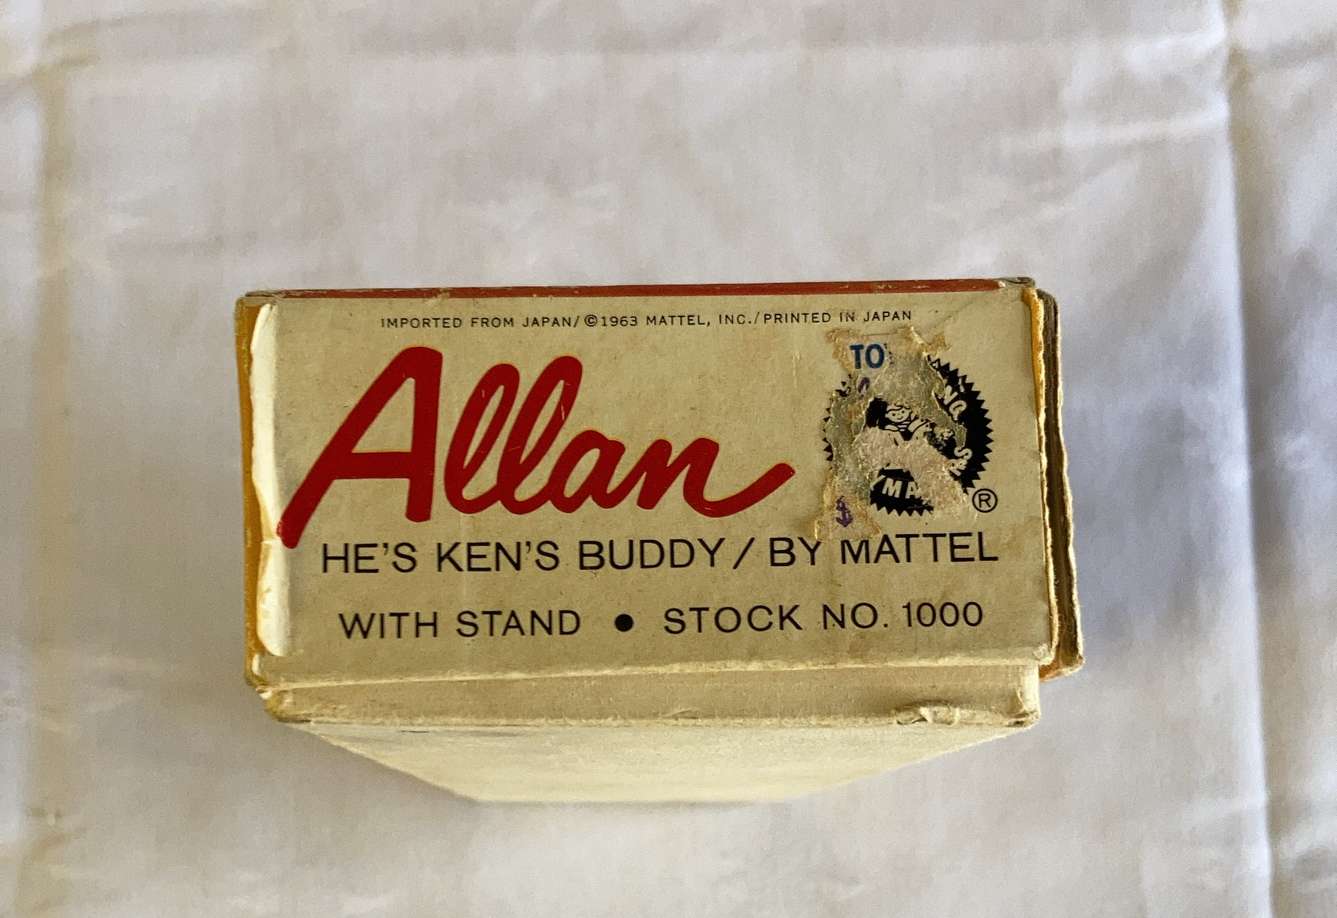 IMPORTED FROM JAPAN/©1963 MATTEL, INC./PRINTED IN JAPAN
Allan
TO
®
HE'S KEN'S BUDDY / BY MATTEL
WITH STAND • STOCK NO. 1000